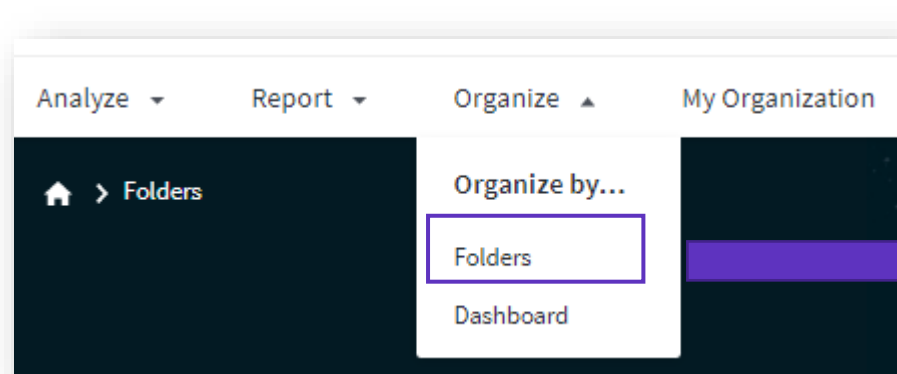 Analyze Report Organize My Organization
Folders
Organize by...
Folders
Dashboard